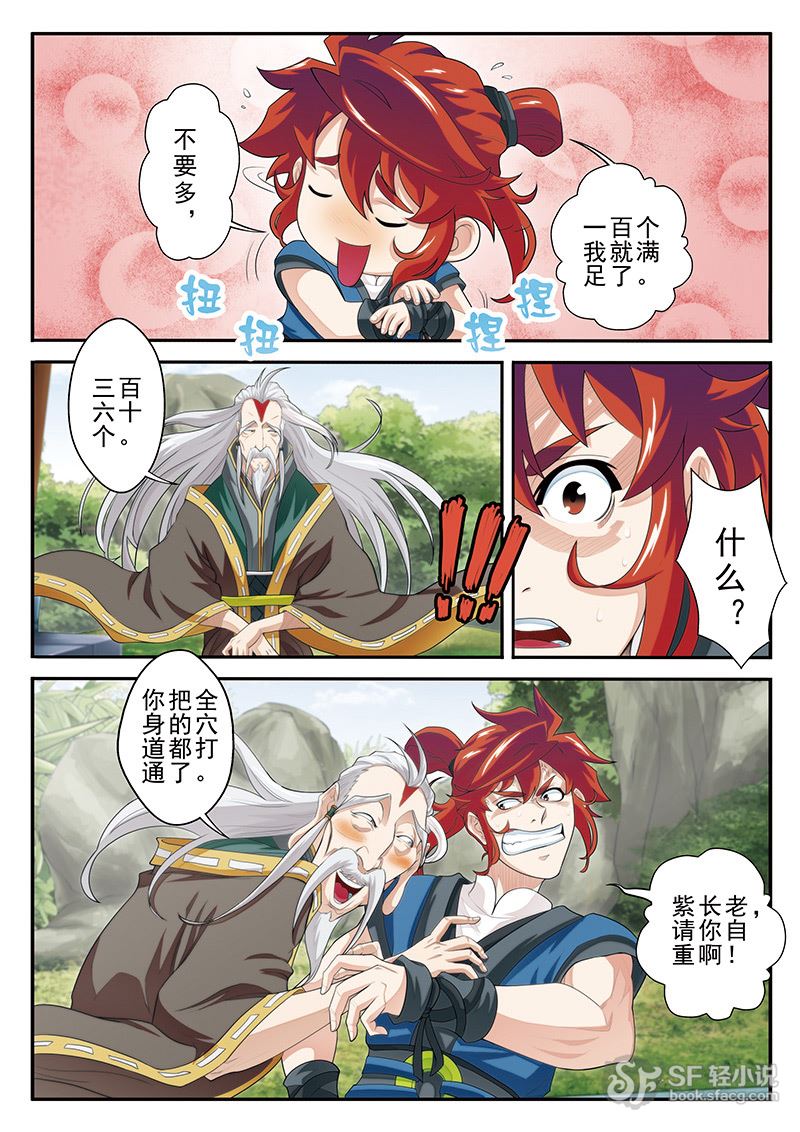 不要多，
一百个
我就满
足了。
扭
扭
捏
捏
三百
六十
个。
!!!
什么？
你把全
身的穴
道都打
通了。
紫长老，
请你自
重啊！
SF 轻小说
book.sfacg.com